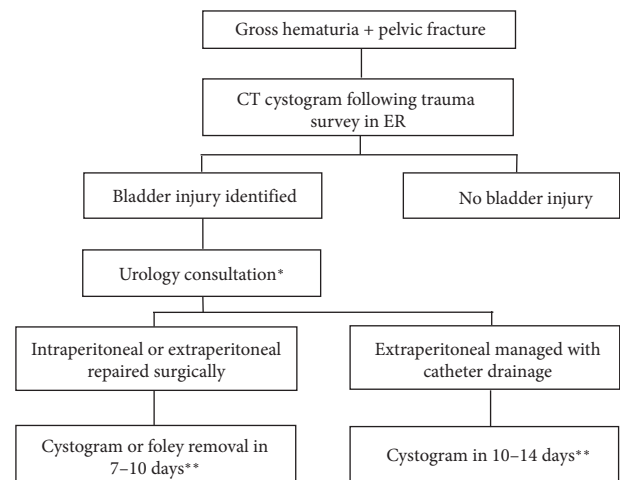 Gross hematuria + pelvic fracture
CT cystogram following trauma
survey in ER
Bladder injury identified
No bladder injury
Urology consultation*
Intraperitoneal or extraperitoneal
repaired surgically
Extraperitoneal managed with
catheter drainage
Cystogram or foley removal in
7–10 days**
Cystogram in 10–14 days**